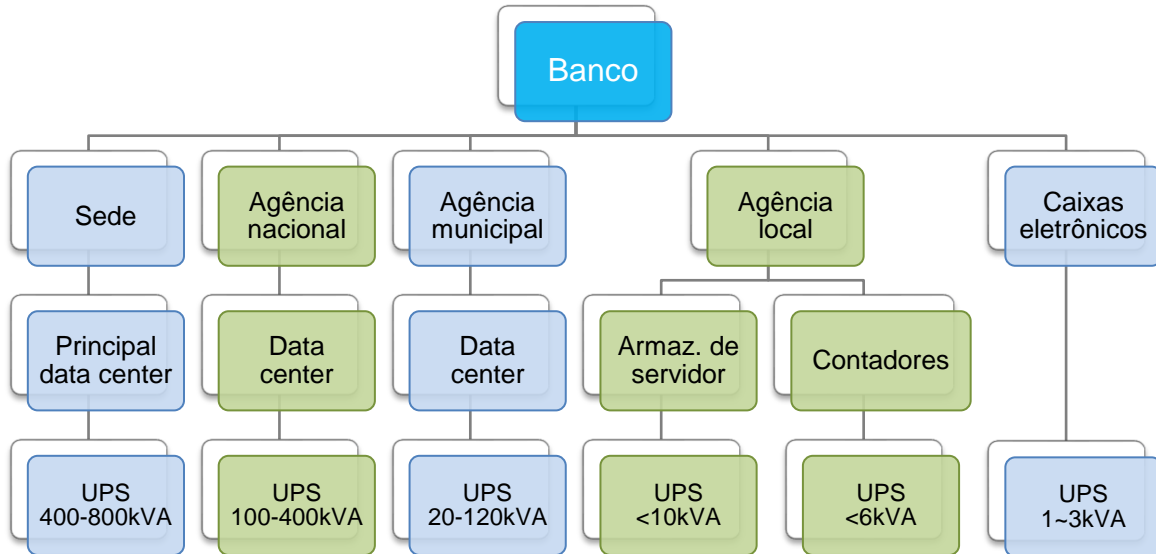 Banco
Sede
Agência
nacional
Agência
municipal
Agência
local
Caixas
eletrônicos
Principal
data center
Data
center
Data
center
Armaz. de
servidor
Contadores
UPS
400-800kVA
UPS
100-400kVA
UPS
20-120kVA
UPS
<10kVA
UPS
<6kVA
UPS
1~3kVA